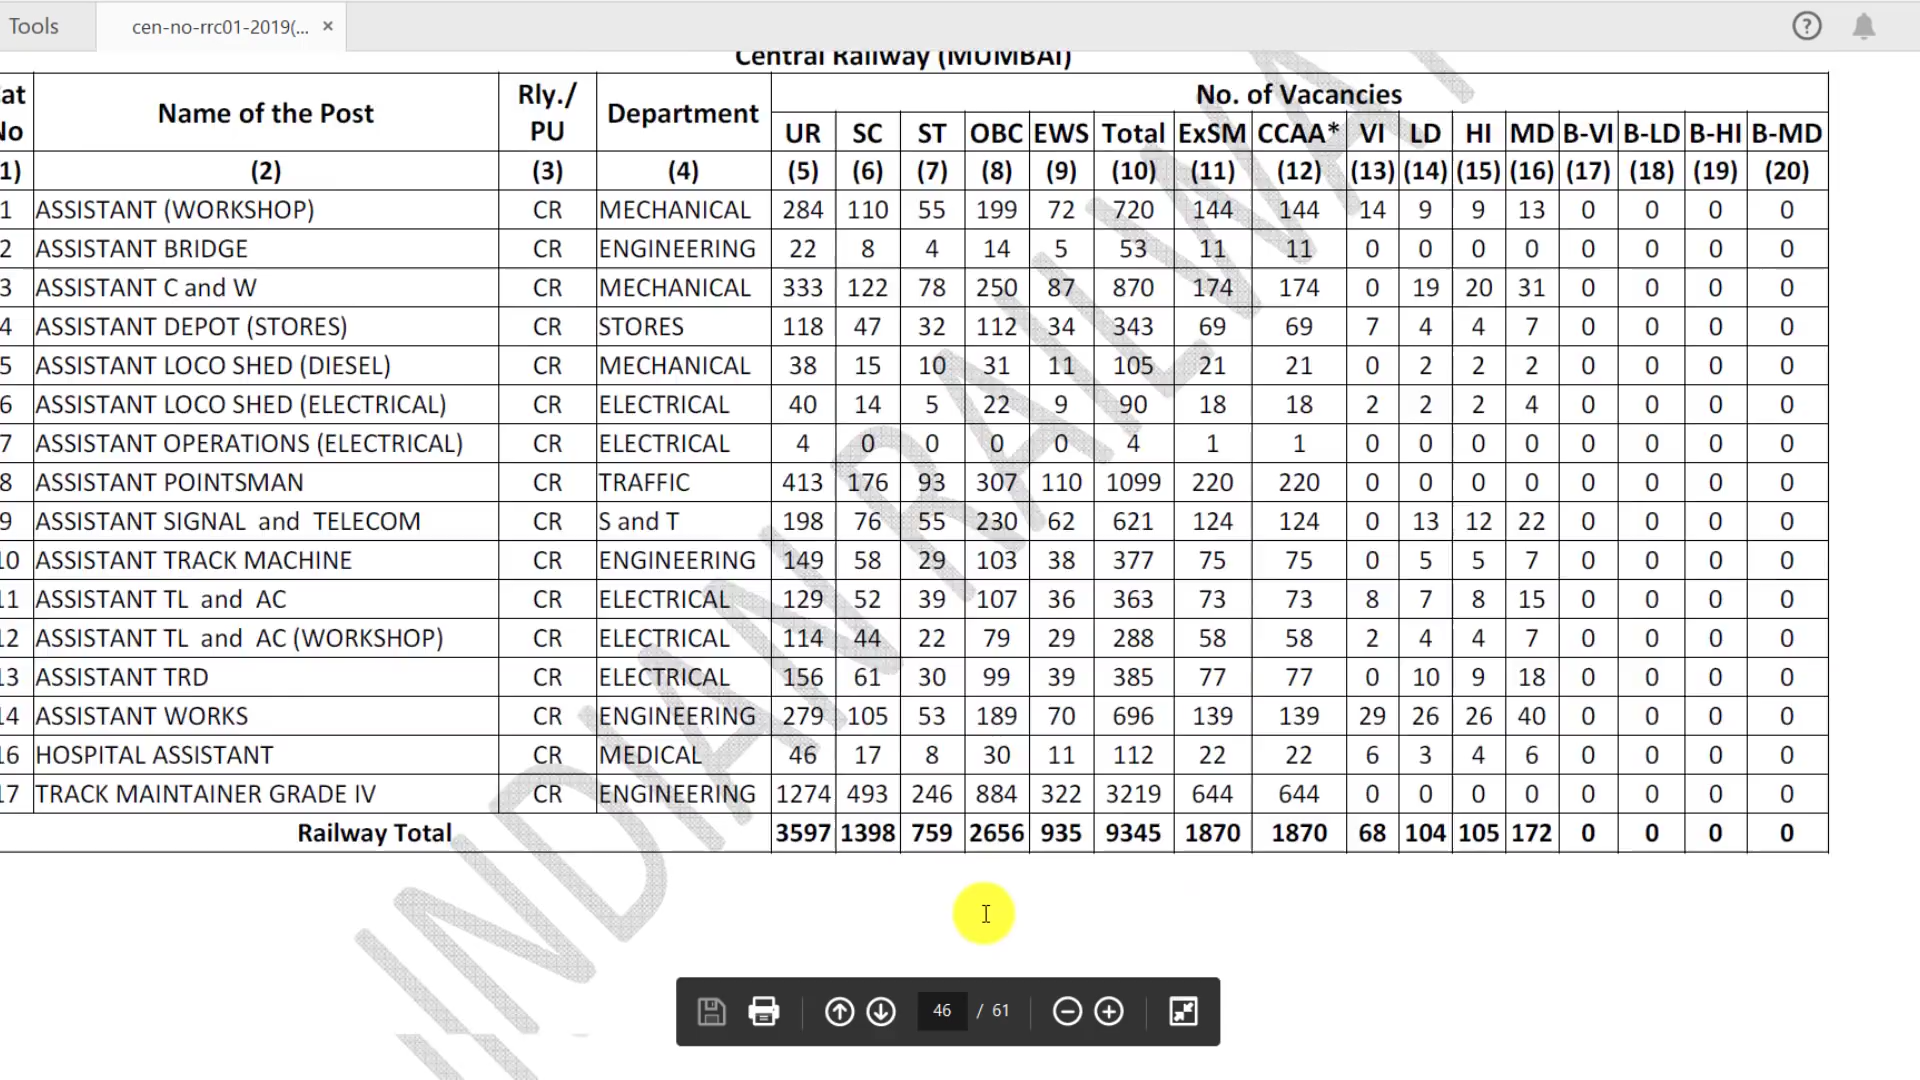 Tools cen-no-rrc01-2019(... ×
Central Railway (MUMBAI)
Cat No Name of the Post Rly./ PU Department No. of Vacancies
UR SC ST OBC EWS Total ExSM CCAA* VI LD HI MD B-VI B-LD B-HI B-MD
(1) (2) (3) (4) (5) (6) (7) (8) (9) (10) (11) (12) (13) (14) (15) (16) (17) (18) (19) (20)
1 ASSISTANT (WORKSHOP) CR MECHANICAL 284 110 55 199 72 720 144 144 14 9 9 13 0 0 0 0
2 ASSISTANT BRIDGE CR ENGINEERING 22 8 4 14 5 53 11 11 0 0 0 0 0 0 0 0
3 ASSISTANT C and W CR MECHANICAL 333 122 78 250 87 870 174 174 0 19 20 31 0 0 0 0
4 ASSISTANT DEPOT (STORES) CR STORES 118 47 32 112 34 343 69 69 7 4 4 7 0 0 0 0
5 ASSISTANT LOCO SHED (DIESEL) CR MECHANICAL 38 15 10 31 11 105 21 21 0 2 2 2 0 0 0 0
6 ASSISTANT LOCO SHED (ELECTRICAL) CR ELECTRICAL 40 14 5 22 9 90 18 18 2 2 2 4 0 0 0 0
7 ASSISTANT OPERATIONS (ELECTRICAL) CR ELECTRICAL 4 0 0 0 0 4 1 1 0 0 0 0 0 0 0 0
8 ASSISTANT POINTSMAN CR TRAFFIC 413 176 93 307 110 1099 220 220 0 0 0 0 0 0 0 0
9 ASSISTANT SIGNAL and TELECOM CR S and T 198 76 55 230 62 621 124 124 0 13 12 22 0 0 0 0
10 ASSISTANT TRACK MACHINE CR ENGINEERING 149 58 29 103 38 377 75 75 0 5 5 7 0 0 0 0
11 ASSISTANT TL and AC CR ELECTRICAL 129 52 39 107 36 363 73 73 8 7 8 15 0 0 0 0
12 ASSISTANT TL and AC (WORKSHOP) CR ELECTRICAL 114 44 22 79 29 288 58 58 2 4 4 7 0 0 0 0
13 ASSISTANT TRD CR ELECTRICAL 156 61 30 99 39 385 77 77 0 10 9 18 0 0 0 0
14 ASSISTANT WORKS CR ENGINEERING 279 105 53 189 70 696 139 139 29 26 26 40 0 0 0 0
16 HOSPITAL ASSISTANT CR MEDICAL 46 17 8 30 11 112 22 22 6 3 4 6 0 0 0 0
17 TRACK MAINTAINER GRADE IV CR ENGINEERING 1274 493 246 884 322 3219 644 644 0 0 0 0 0 0 0 0
Railway Total 3597 1398 759 2656 935 9345 1870 1870 68 104 105 172 0 0 0 0
INDIAN RAILWAY
46 / 61